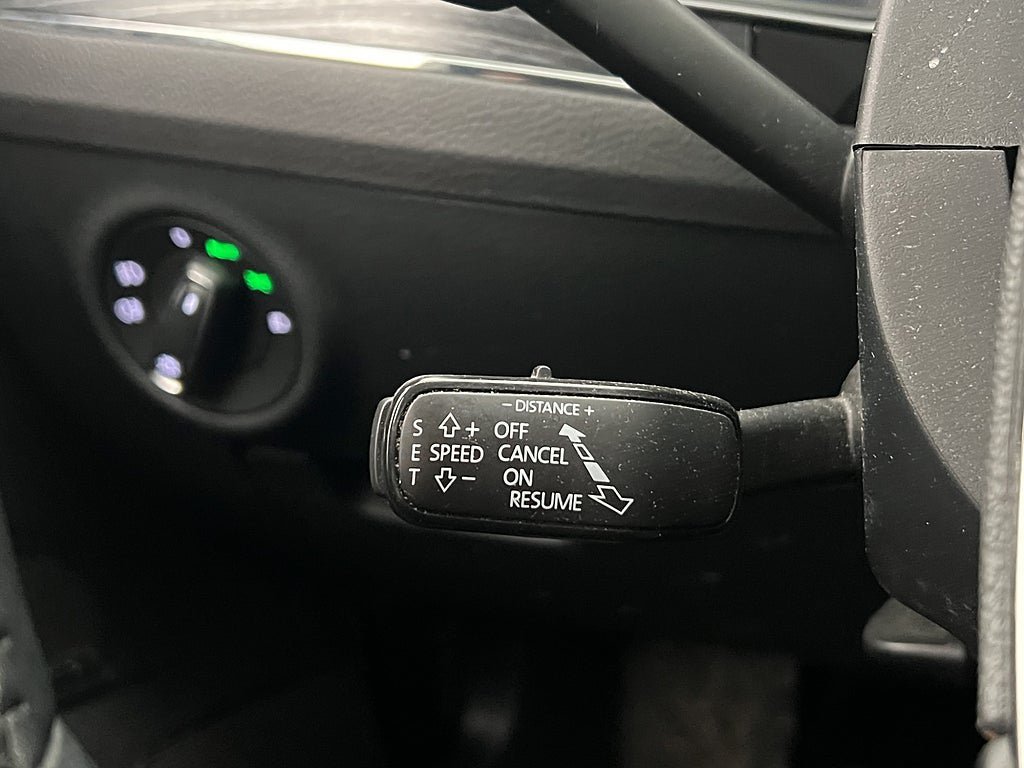 − DISTANCE +
S + OFF
E SPEED CANCEL
T − ON
RESUME